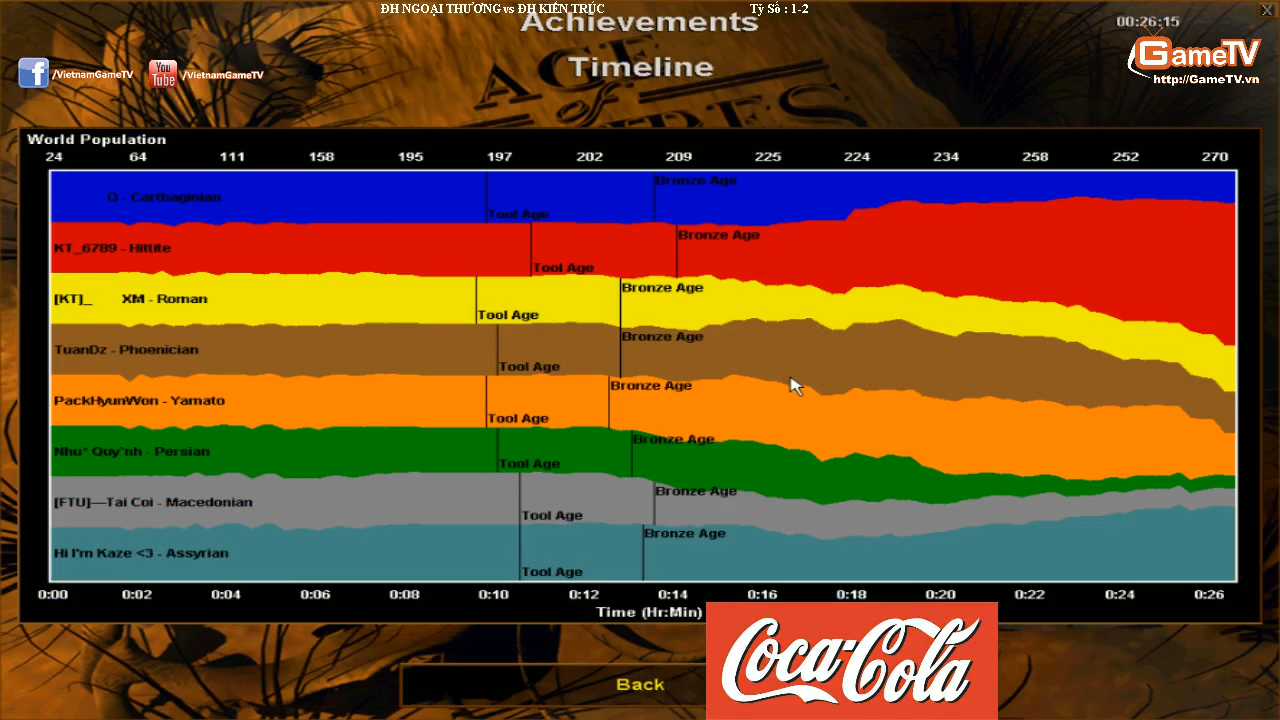 ĐH NGOẠI THƯƠNG vs ĐH KIẾN TRÚC Tỷ Số : 1-2
Achievements
00:26:15
Timeline
/VietnamGameTV
You Tube /VietnamGameTV
GameTV
http://GameTV.vn
AGE
of
World Population
24 64 111 158 195 197 202 209 225 224 234 258 252 270
Bronze Age
Q - Carthaginian
Tool Age
Bronze Age
KT_6789 - Hittite
Tool Age
Bronze Age
[KT]_ XM - Roman
Tool Age
Bronze Age
TuanDz - Phoenician
Tool Age
Bronze Age
PackHyunWon - Yamato
Tool Age
Bronze Age
Nhu* Quy~nh - Persian
Tool Age
Bronze Age
[FTU]—Tai Coi - Macedonian
Tool Age
Bronze Age
Hi I'm Kaze <3 - Assyrian
Tool Age
0:00 0:02 0:04 0:06 0:08 0:10 0:12 0:14 0:16 0:18 0:20 0:22 0:24 0:26
Time (Hr:Min)
Back
Coca-Cola